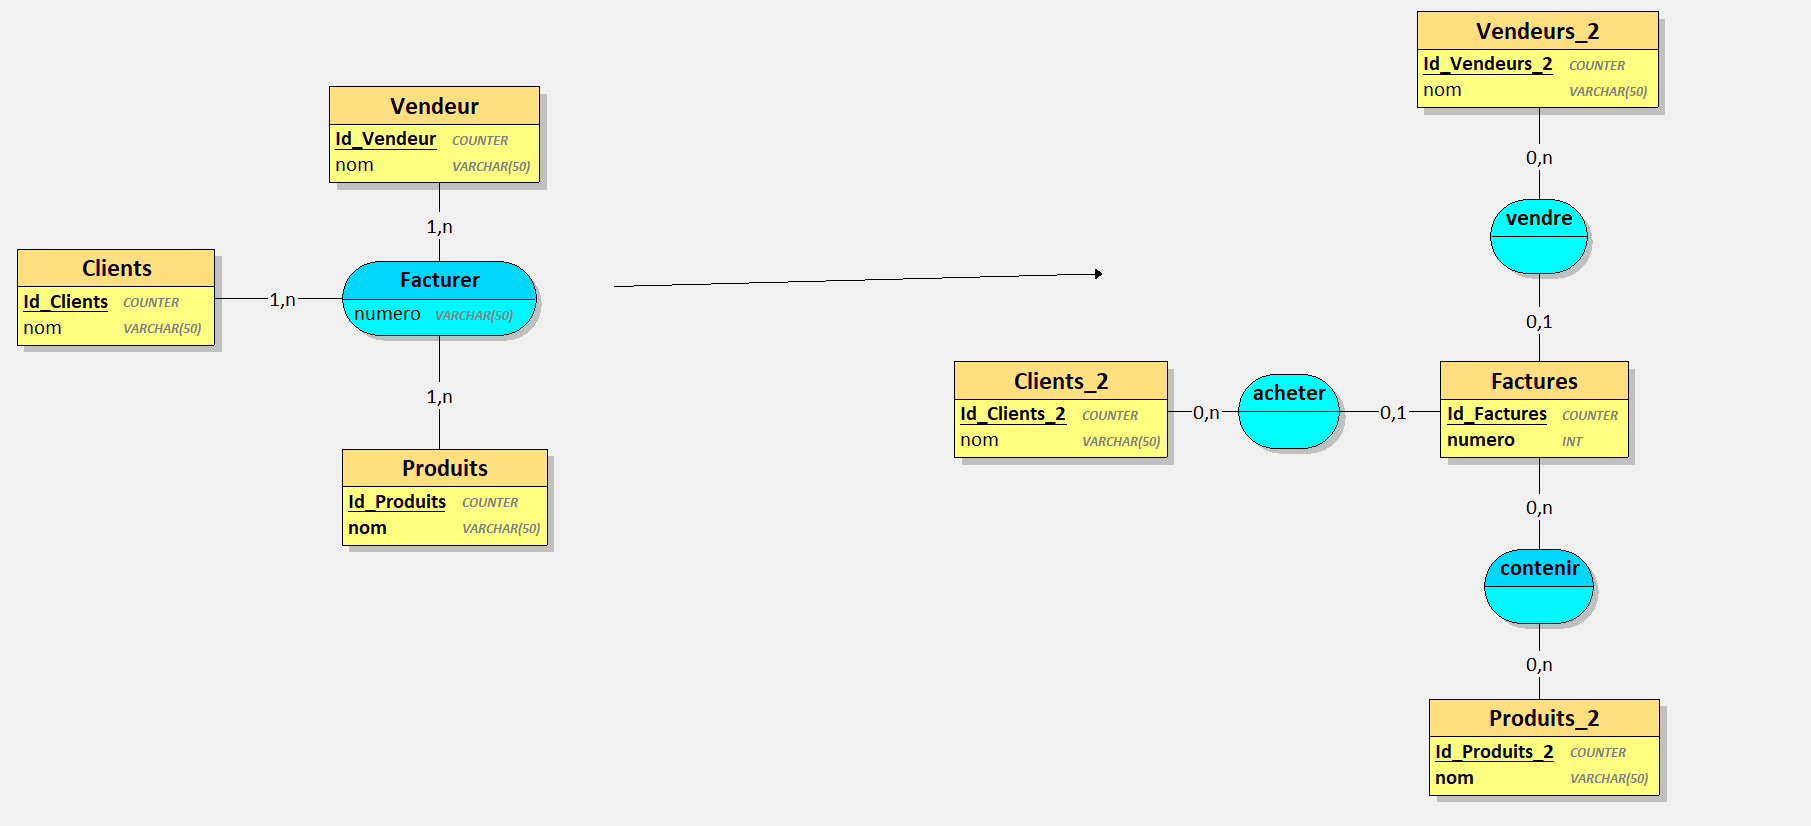 Vendeur
Id_Vendeur COUNTER
nom VARCHAR(50)
1,n
Clients
Id_Clients COUNTER
nom VARCHAR(50)
1,n
Facturer
numero VARCHAR(50)
1,n
Produits
Id_Produits COUNTER
nom VARCHAR(50)
Vendeurs_2
Id_Vendeurs_2 COUNTER
nom VARCHAR(50)
0,n
vendre
0,1
Clients_2
Id_Clients_2 COUNTER
nom VARCHAR(50)
0,n
acheter
0,1
Factures
Id_Factures COUNTER
numero INT
0,n
contenir
0,n
Produits_2
Id_Produits_2 COUNTER
nom VARCHAR(50)